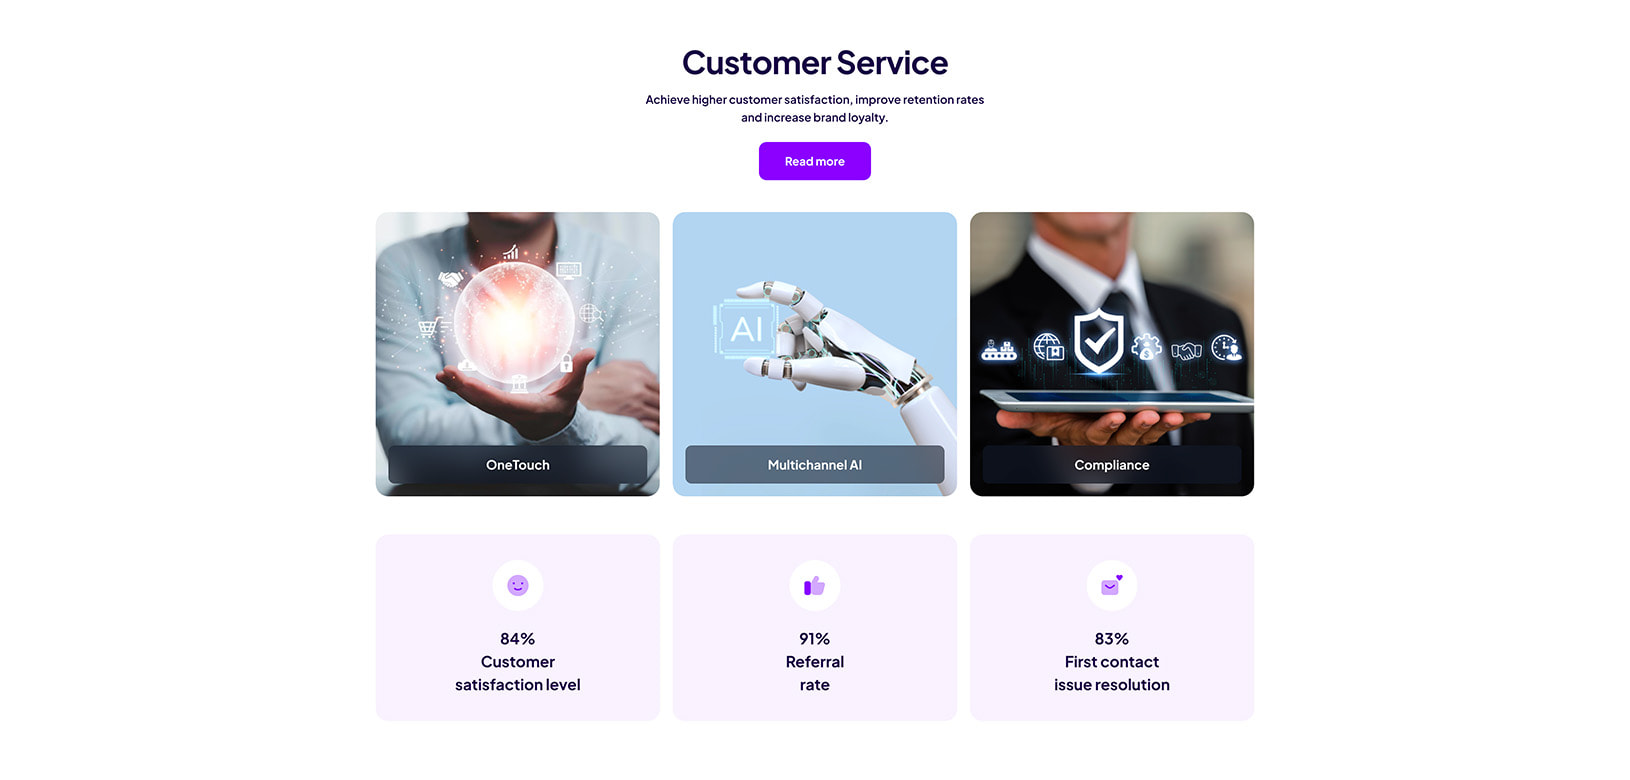 Customer Service
Achieve higher customer satisfaction, improve retention rates
and increase brand loyalty.
Read more
AI
OneTouch
Multichannel AI
Compliance
84%
Customer
satisfaction level
91%
Referral
rate
83%
First contact
issue resolution